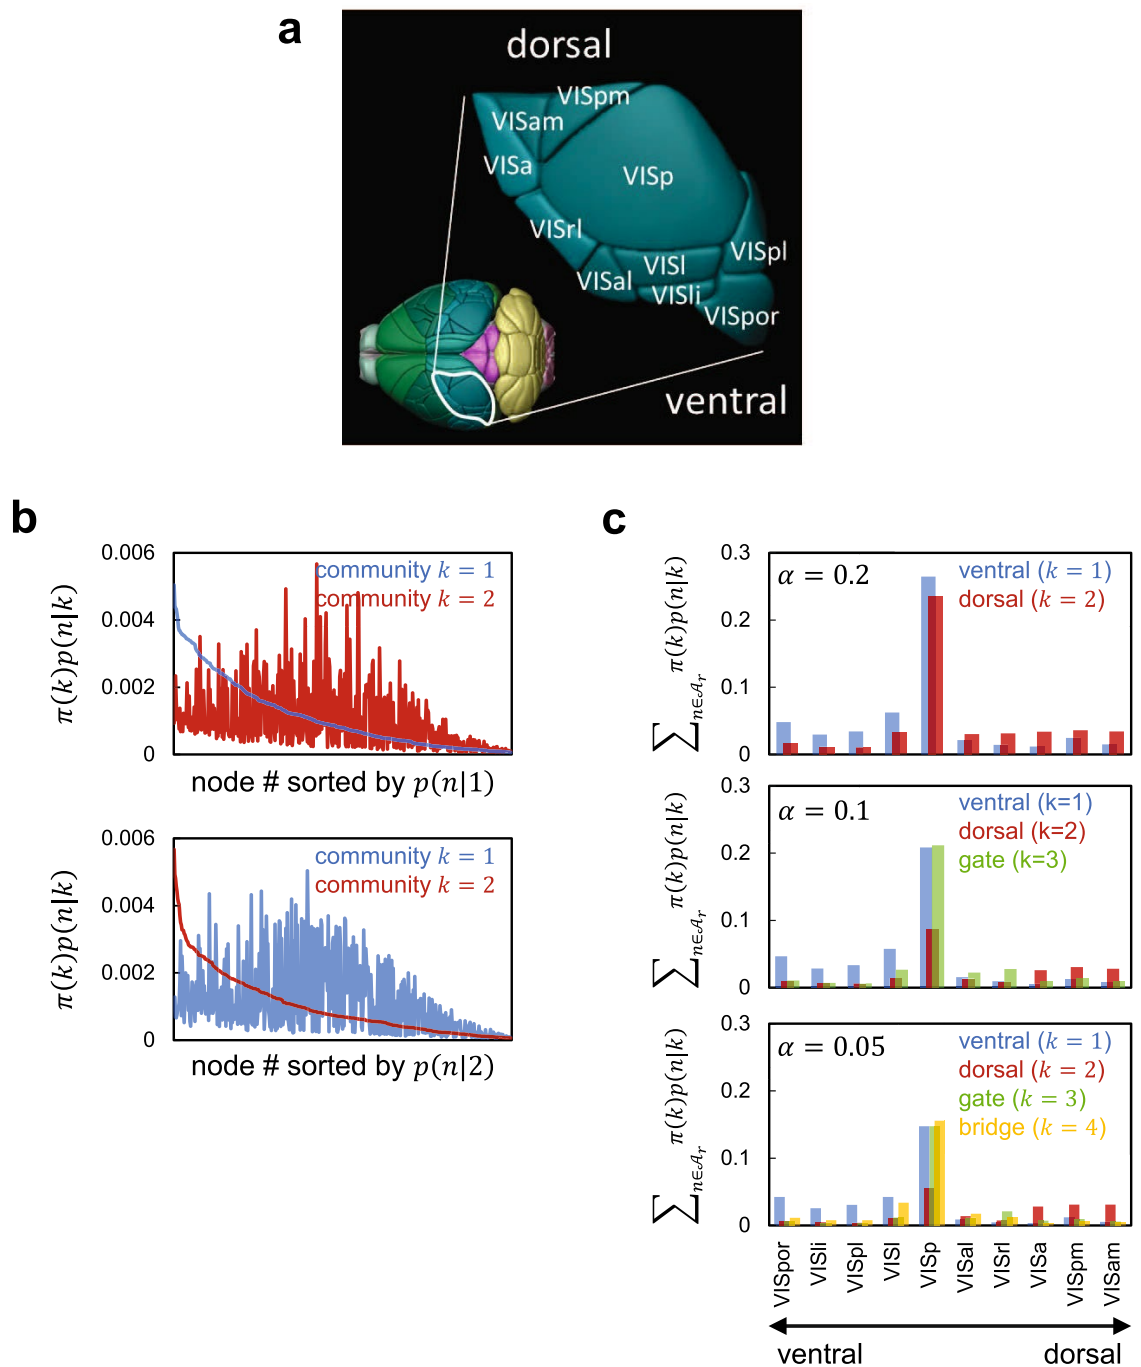 a
dorsal
VISpm
VISam
VISa
VISp
VISrl
VISpl
VISl
VISal
VISli
VISpor
ventral
b
0.006
0.004
0.002
0
π(k)p(n|k)
community k = 1
community k = 2
node # sorted by p(n|1)
0.006
0.004
0.002
0
π(k)p(n|k)
community k = 1
community k = 2
node # sorted by p(n|2)
c
0.3
0.2
0.1
0
∑n∈𝒜r π(k)p(n|k)
α = 0.2
ventral (k = 1)
dorsal (k = 2)
0.3
0.2
0.1
0
∑n∈𝒜r π(k)p(n|k)
α = 0.1
ventral (k=1)
dorsal (k=2)
gate (k=3)
0.3
0.2
0.1
0
∑n∈𝒜r π(k)p(n|k)
α = 0.05
ventral (k = 1)
dorsal (k = 2)
gate (k = 3)
bridge (k = 4)
VISpor
VISli
VISpl
VISl
VISp
VISal
VISrl
VISa
VISpm
VISam
ventral dorsal